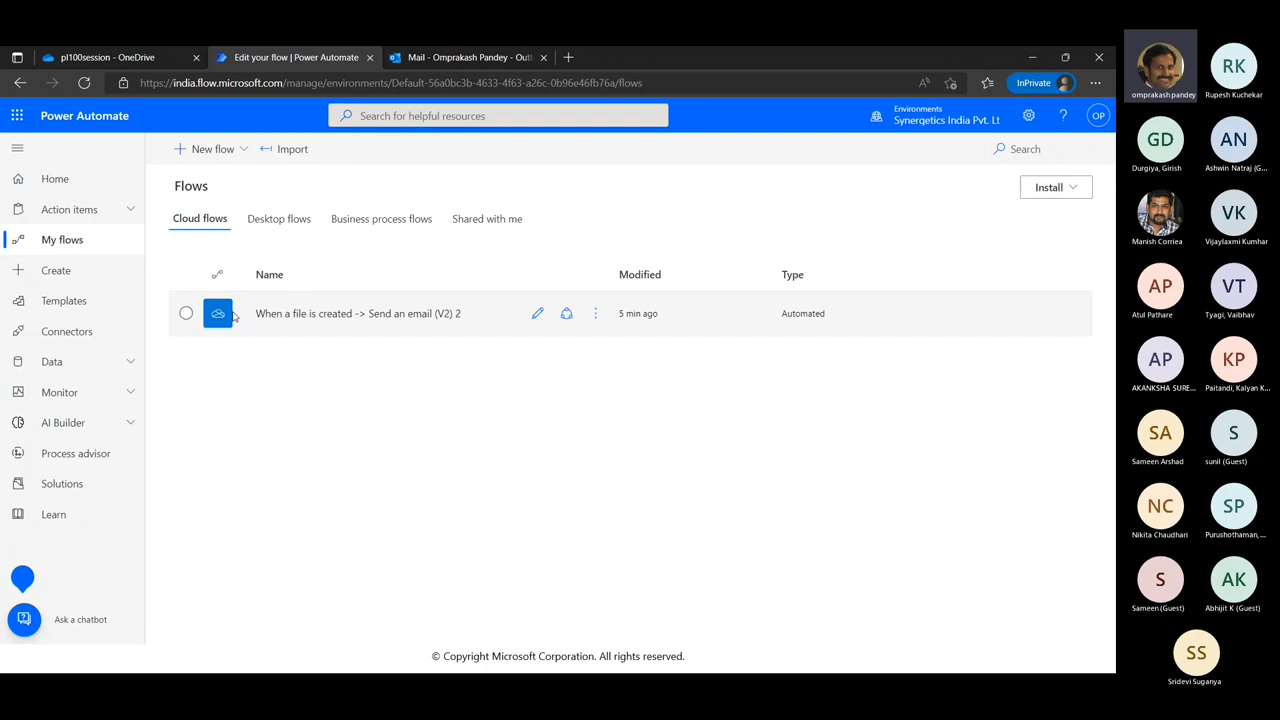 pl100session - OneDrive
Edit your flow | Power Automate
Mail - Omprakash Pandey - Outl
https://india.flow.microsoft.com/manage/environments/Default-56a0bc3b-4633-4f63-a26c-0b96e46fb76a/flows
InPrivate
Power Automate
Search for helpful resources
Environments
Synergetics India Pvt. Lt
OP
New flow
Import
Search
Home
Action items
My flows
Create
Templates
Connectors
Data
Monitor
AI Builder
Process advisor
Solutions
Learn
Ask a chatbot
Flows
Install
Cloud flows
Desktop flows
Business process flows
Shared with me
Name
Modified
Type
When a file is created -> Send an email (V2) 2
5 min ago
Automated
© Copyright Microsoft Corporation. All rights reserved.
omprakash pandey
RK
Rupesh Kuchekar
GD
Durgiya, Girish
AN
Ashwin Natraj (G...
Manish Corriea
VK
Vijaylaxmi Kumhar
AP
Atul Pathare
VT
Tyagi, Vaibhav
AP
AKANKSHA SURE...
KP
Paitandi, Kalyan K...
SA
Sameen Arshad
S
sunil (Guest)
NC
Nikita Chaudhari
SP
Purushothaman,...
S
Sameen (Guest)
AK
Abhijit K (Guest)
SS
Sridevi Suganya